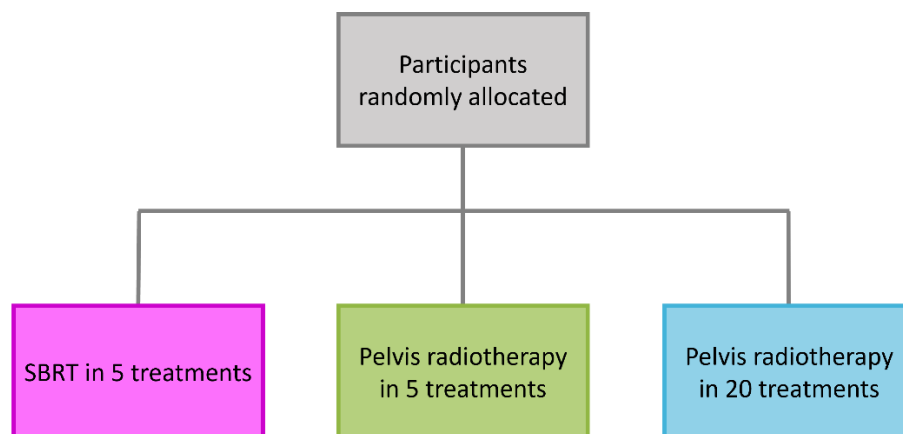 Participants
randomly allocated
SBRT in 5 treatments
Pelvis radiotherapy
in 5 treatments
Pelvis radiotherapy
in 20 treatments